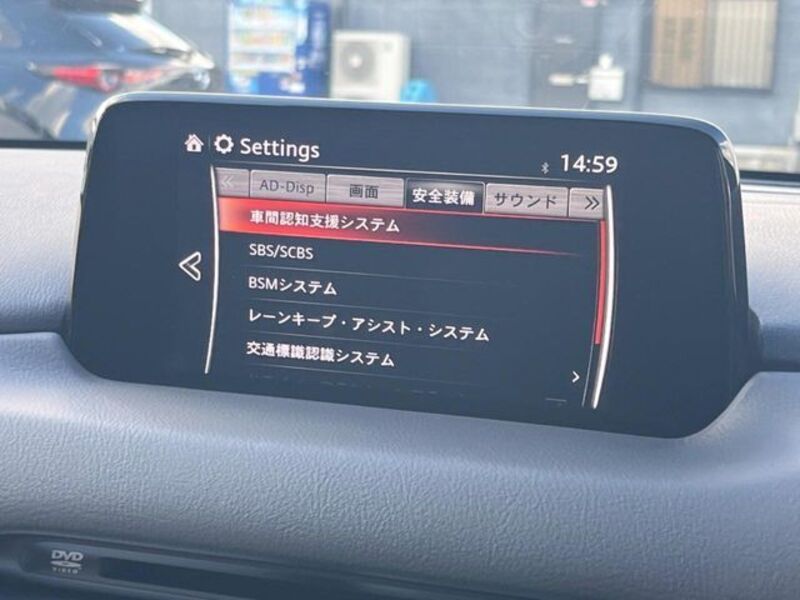 Settings
14:59
AD-Disp 画面 安全装備 サウンド
車間認知支援システム
SBS/SCBS
BSMシステム
レーンキープ・アシスト・システム
交通標識認識システム
DVD
VIDEO